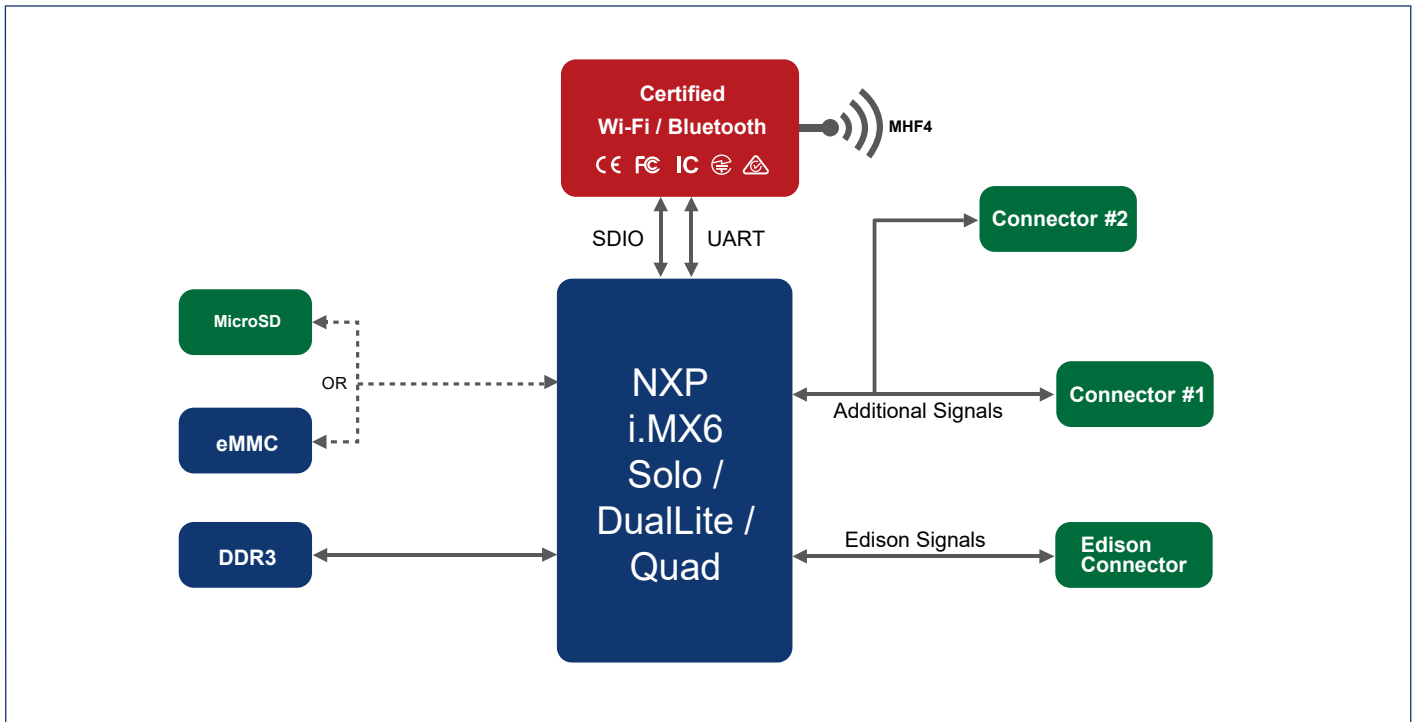 Certified
Wi-Fi / Bluetooth
CE FC IC
MHF4
SDIO
UART
Connector #2
MicroSD
OR
eMMC
DDR3
NXP
i.MX6
Solo /
DualLite /
Quad
Additional Signals
Connector #1
Edison Signals
Edison
Connector